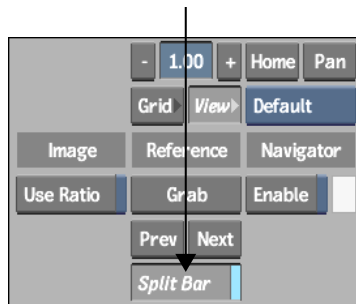 - 1.00 + Home Pan
Grid View Default
Image Reference Navigator
Use Ratio Grab Enable
Prev Next
Split Bar